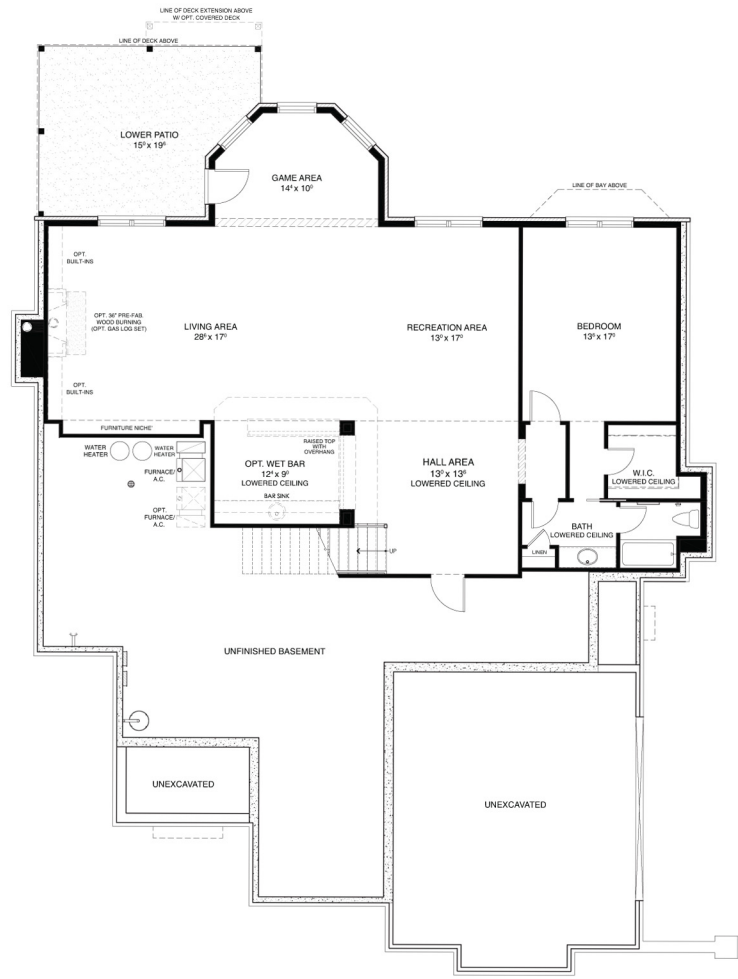 LINE OF DECK EXTENSION ABOVE
W/ OPT. COVERED DECK
LINE OF DECK ABOVE
LOWER PATIO
15⁰ x 19⁶
GAME AREA
14⁴ x 10⁰
LINE OF BAY ABOVE
OPT.
BUILT-INS
OPT. 36" PRE-FAB.
WOOD BURNING
(OPT. GAS LOG SET)
LIVING AREA
28⁶ x 17⁰
RECREATION AREA
13⁰ x 17⁰
BEDROOM
13⁶ x 17⁰
OPT.
BUILT-INS
FURNITURE NICHE'
WATER
HEATER
WATER
HEATER
FURNACE/
A.C.
OPT.
FURNACE/
A.C.
RAISED TOP
WITH
OVERHANG
OPT. WET BAR
12⁴ x 9⁰
LOWERED CEILING
BAR SINK
HALL AREA
13⁰ x 13⁶
LOWERED CEILING
W.I.C.
LOWERED CEILING
BATH
LOWERED CEILING
LINEN
UP
UNFINISHED BASEMENT
UNEXCAVATED
UNEXCAVATED